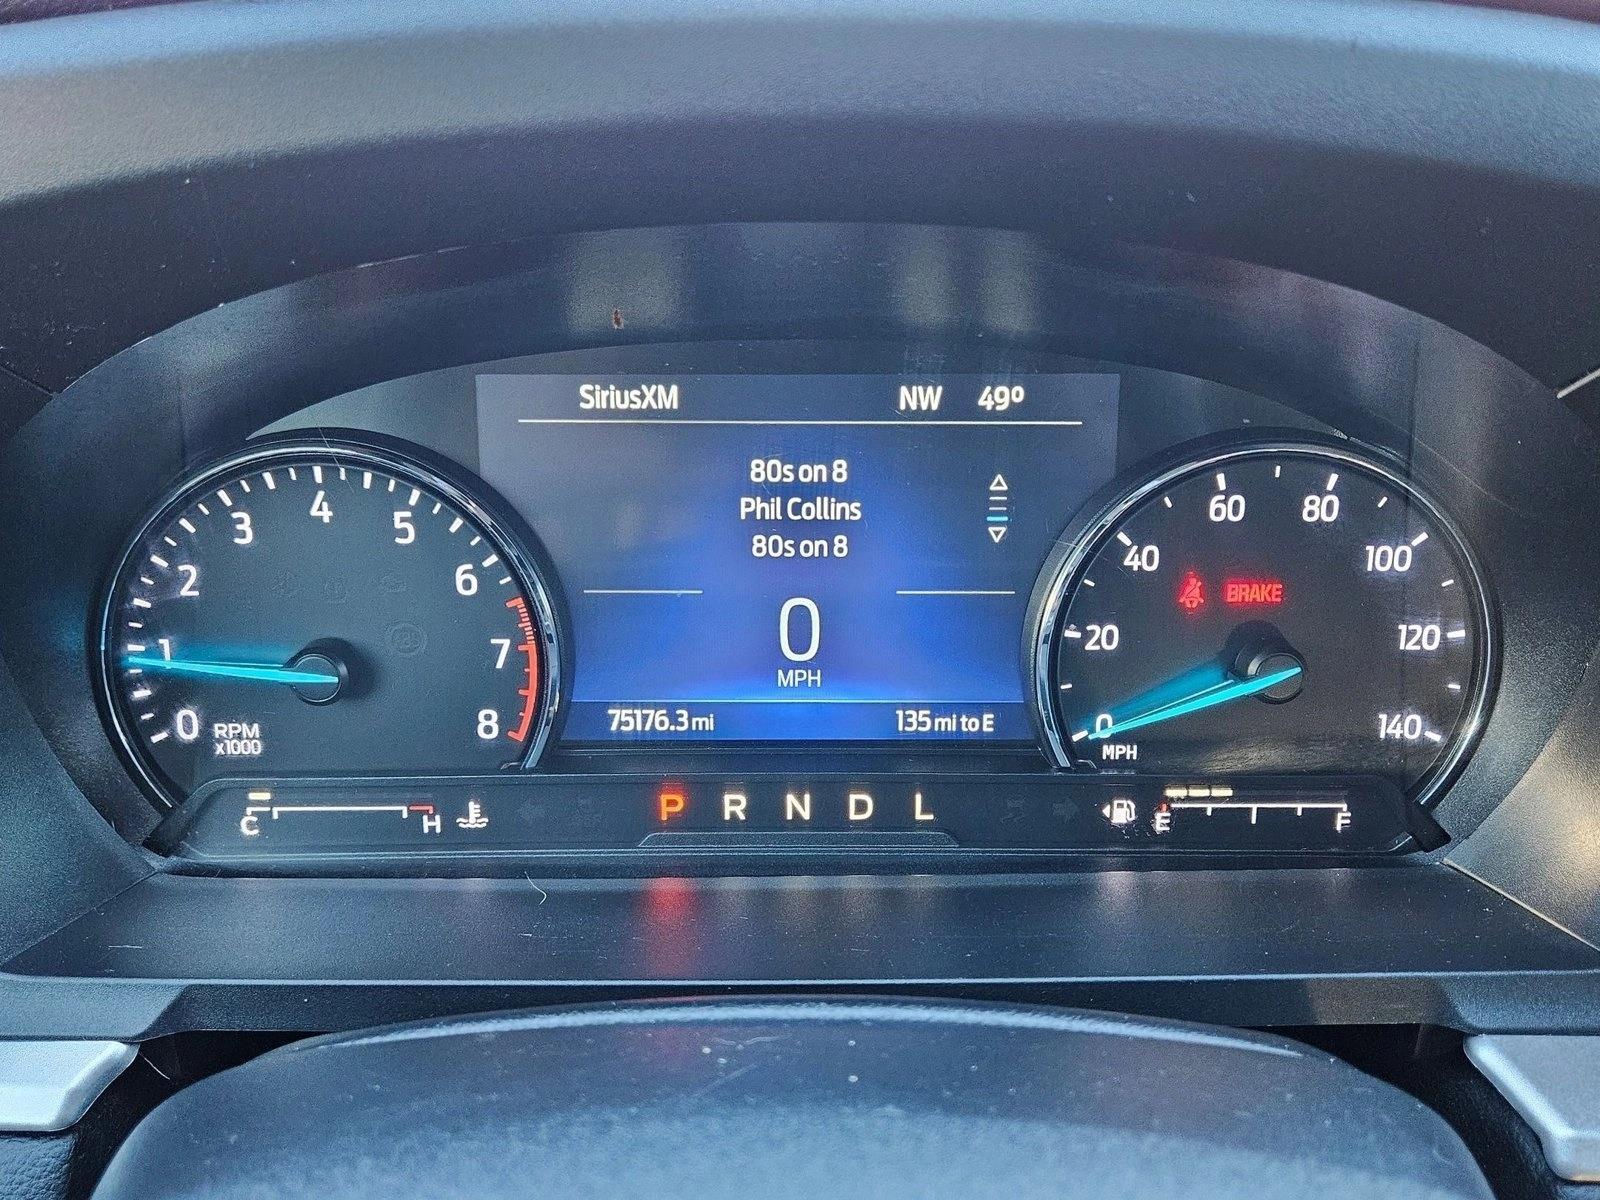 SiriusXM NW 49º
80s on 8
Phil Collins
80s on 8
0
MPH
75176.3 mi 135 mi to E
0 1 2 3 4 5 6 7 8
RPM
x1000
0 20 40 60 80 100 120 140
MPH
BRAKE
C H
P R N D L
E F